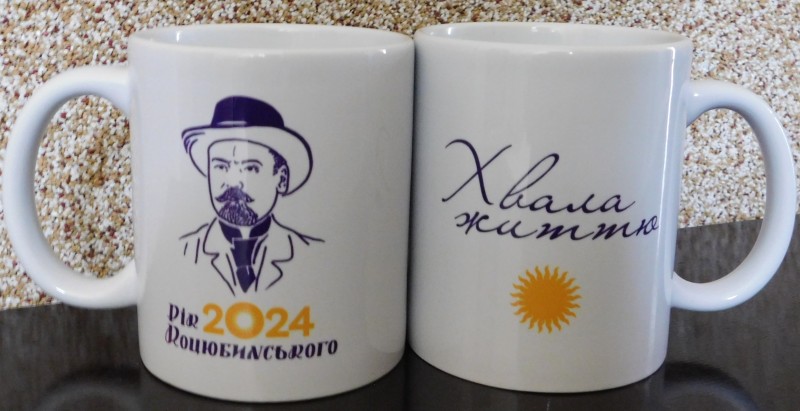 Рік 2024
Коцюбинського
Хвала
життю